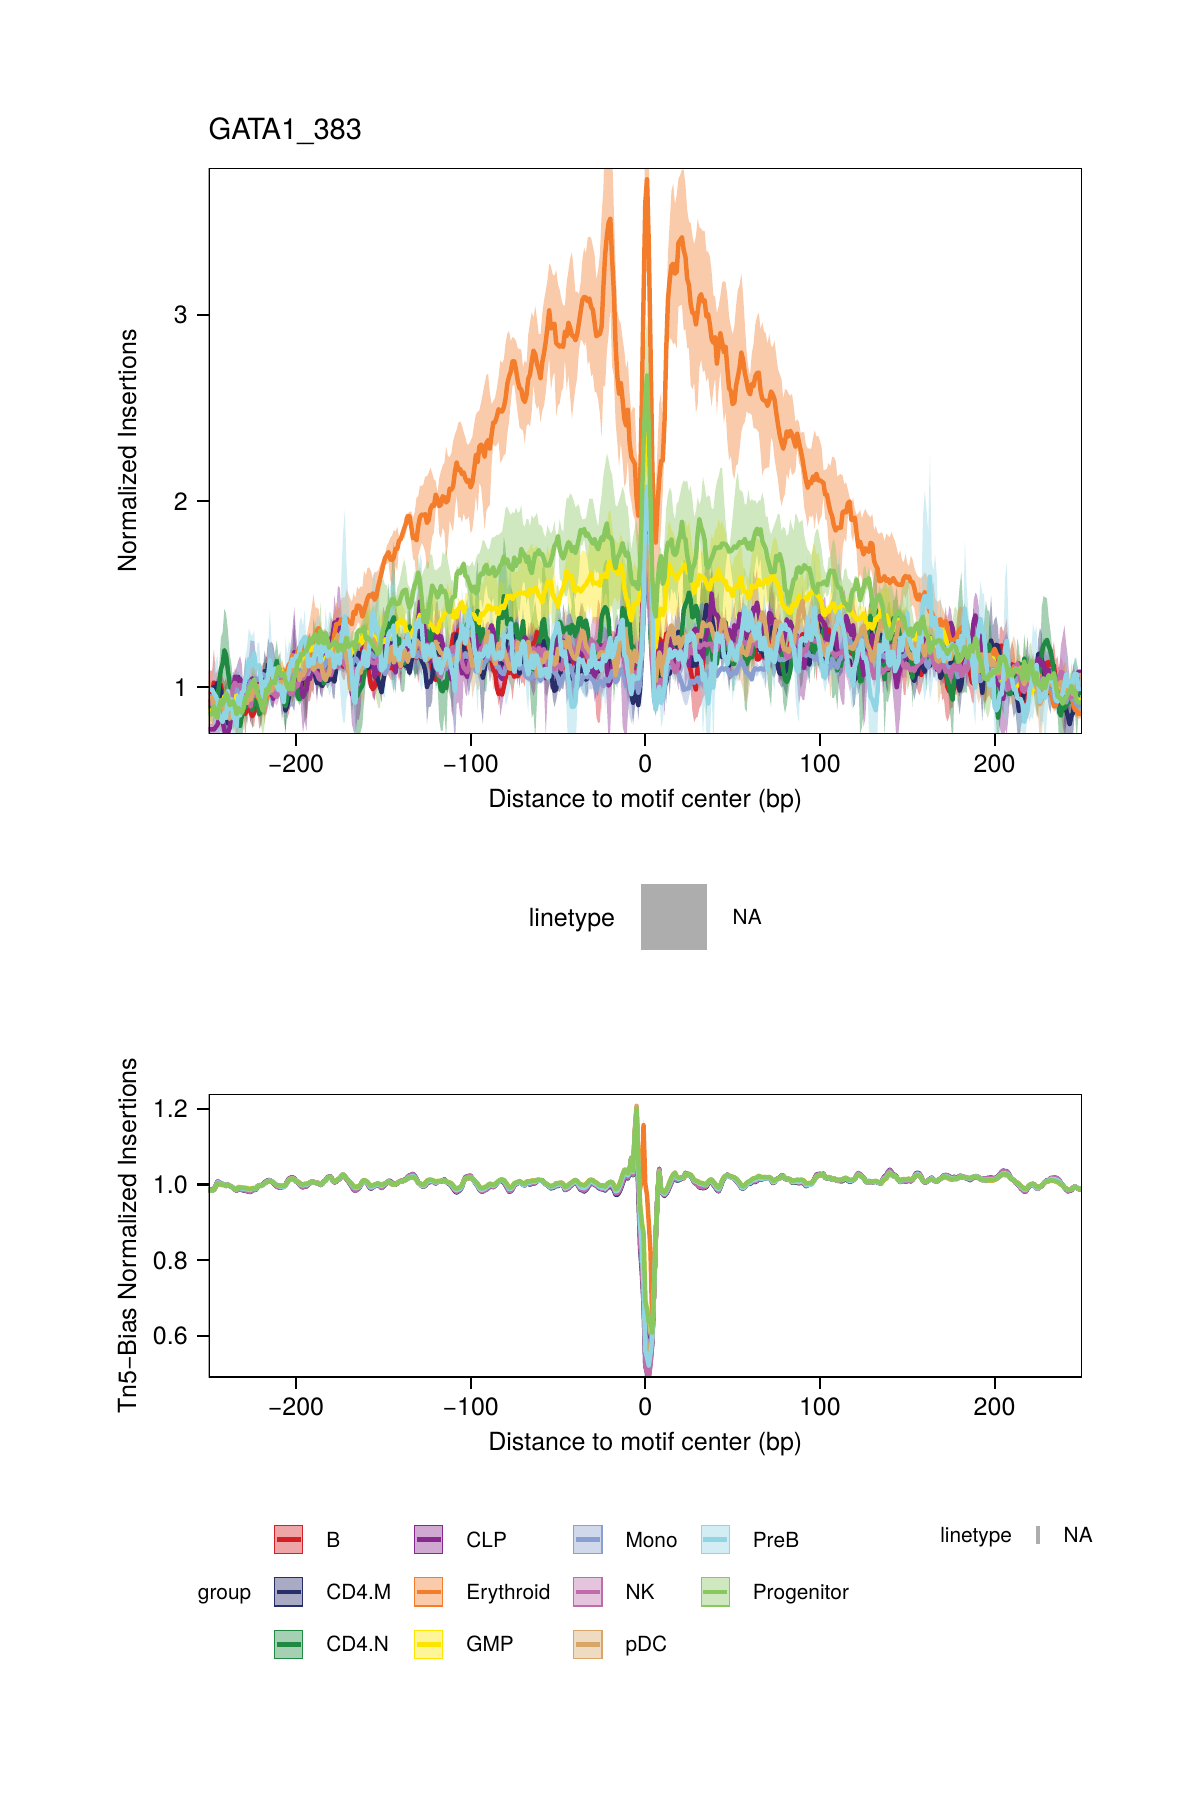 GATA1_383
Normalized Insertions
3
2
1
−200 −100 0 100 200
Distance to motif center (bp)
linetype NA
Tn5−Bias Normalized Insertions
1.2
1.0
0.8
0.6
−200 −100 0 100 200
Distance to motif center (bp)
B CLP Mono PreB linetype NA
group CD4.M Erythroid NK Progenitor
CD4.N GMP pDC